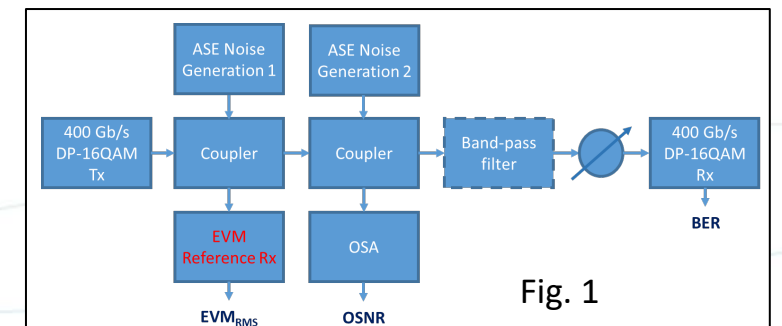 ASE Noise
Generation 1
ASE Noise
Generation 2
400 Gb/s
DP-16QAM
Tx
Coupler
Coupler
Band-pass
filter
400 Gb/s
DP-16QAM
Rx
EVM
Reference Rx
OSA
BER
EVMRMS
OSNR
Fig. 1